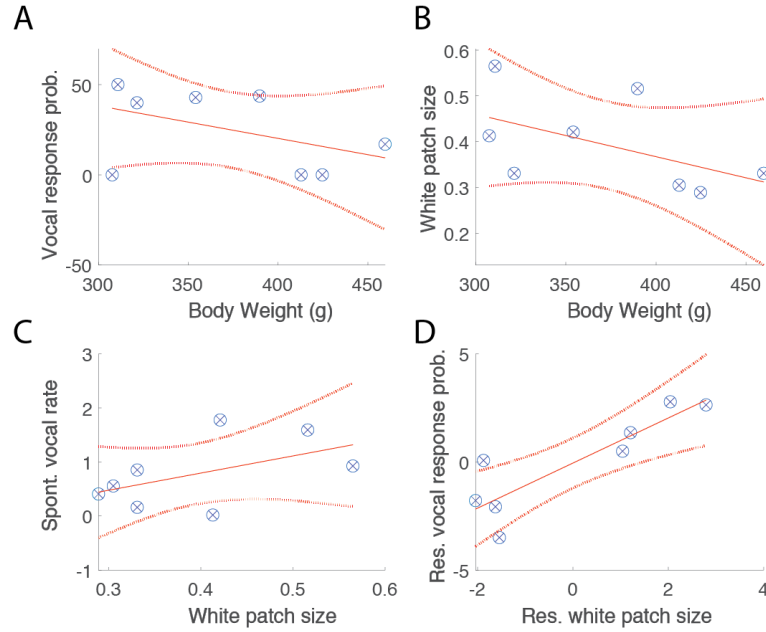 A
50
0
-50
Vocal response prob.
300
350
400
450
Body Weight (g)
B
0.6
0.5
0.4
0.3
0.2
White patch size
300
350
400
450
Body Weight (g)
C
3
2
1
0
-1
Spont. vocal rate
0.3
0.4
0.5
0.6
White patch size
D
5
0
-5
Res. vocal response prob.
-2
0
2
4
Res. white patch size